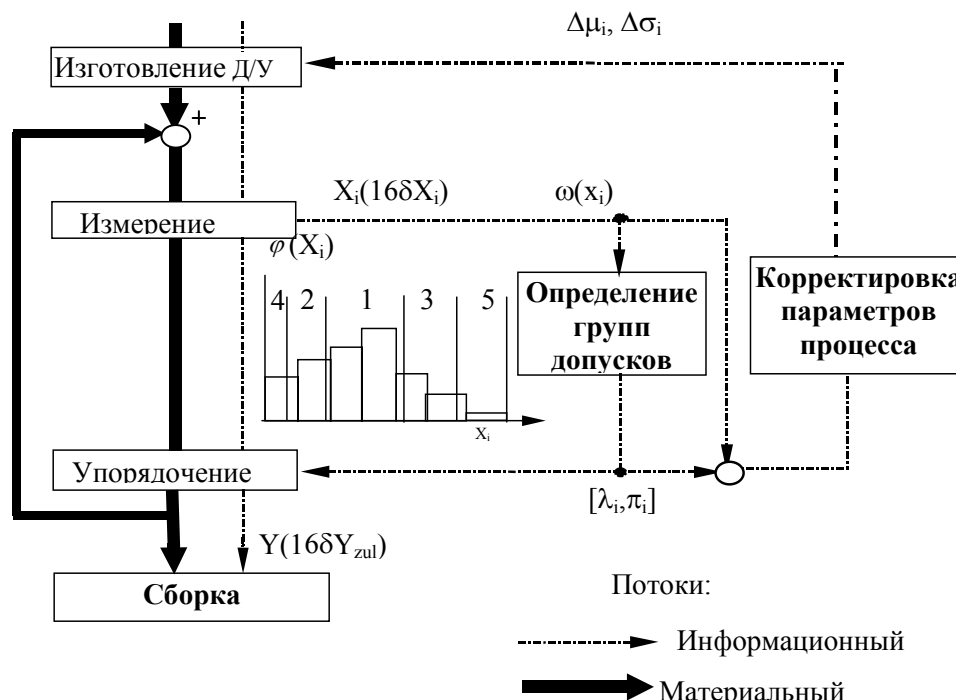 Δμi, Δσi
Изготовление Д/У
+
Xi(16δXi)
ω(xi)
Измерение
φ(Xi)
4 2 1 3 5
Определение
групп
допусков
Корректировка
параметров
процесса
Xi
Упорядочение
[λi,πi]
Y(16δYzul)
Сборка
Потоки:
Информационный
Материальный